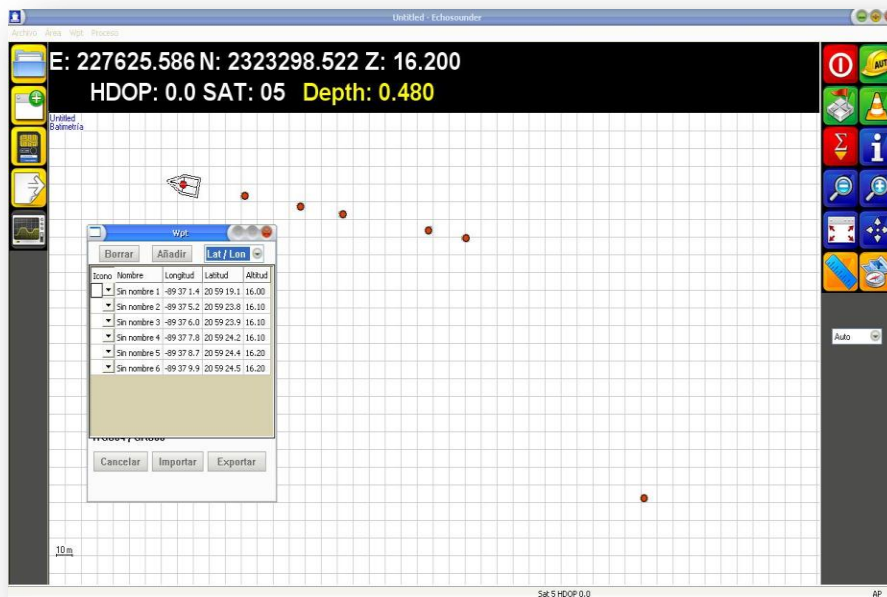 Untitled - Echosounder
Archivo Área Wpt Proceso
E: 227625.586 N: 2323298.522 Z: 16.200
HDOP: 0.0 SAT: 05 Depth: 0.480
AUT
Untitled
Batimetría
Wpt
Borrar Añadir Lat / Lon
Icono Nombre Longitud Latitud Altitud
Sin nombre 1 -89 37 1.4 20 59 19.1 16.00
Sin nombre 2 -89 37 5.2 20 59 23.8 16.10
Sin nombre 3 -89 37 6.0 20 59 23.9 16.10
Sin nombre 4 -89 37 7.8 20 59 24.2 16.10
Sin nombre 5 -89 37 8.7 20 59 24.4 16.20
Sin nombre 6 -89 37 9.9 20 59 24.5 16.20
Cancelar Importar Exportar
Auto
10 m
Sat 5 HDOP 0.0 AP